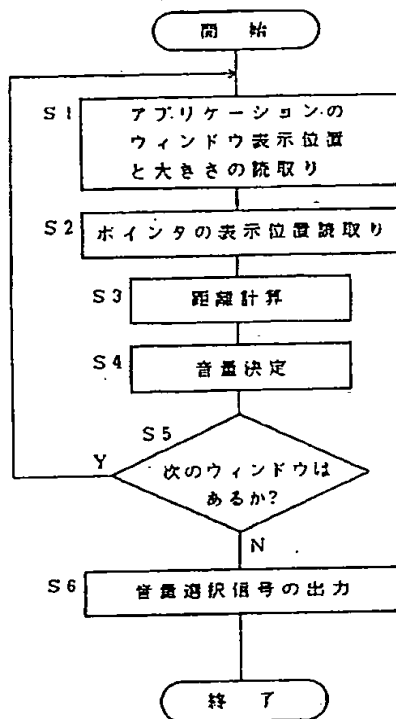 開 始
S1
アプリケーションの
ウィンドウ表示位置
と大きさの読取り
S2
ポインタの表示位置読取り
S3
距離計算
S4
音量決定
S5
Y
次のウィンドウは
あるか?
N
S6
音量選択信号の出力
終 了